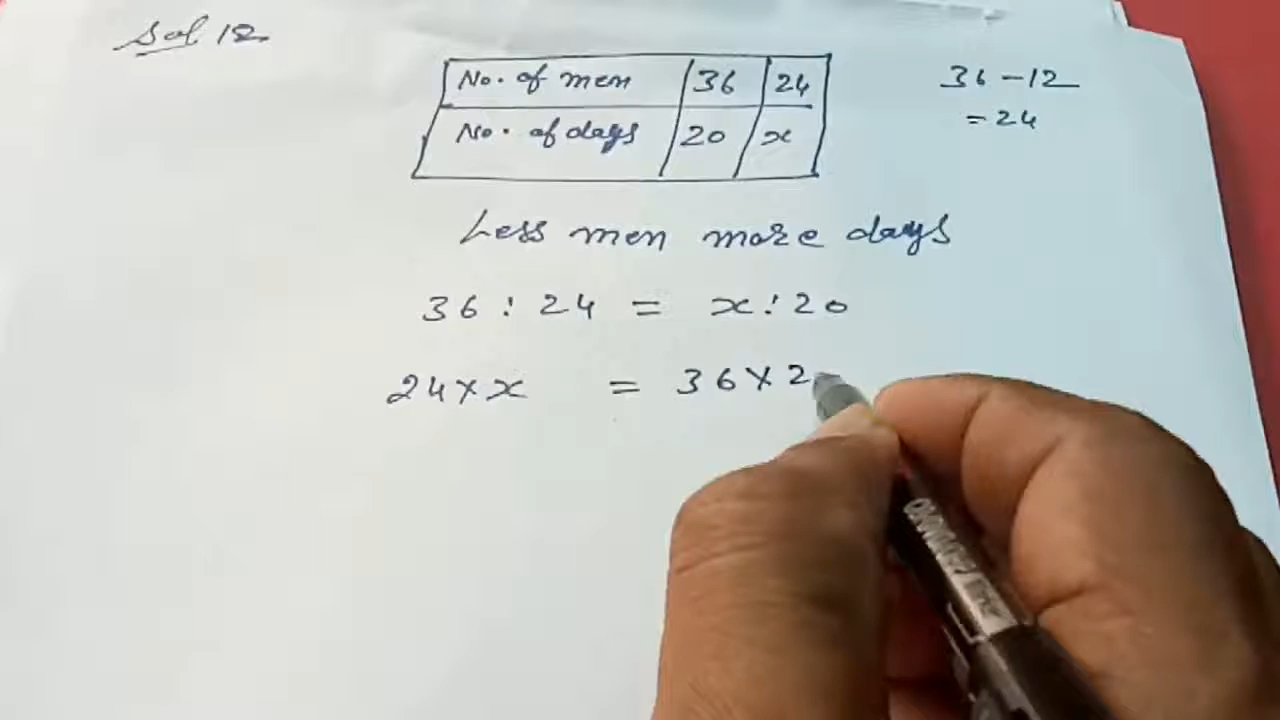 Sol 12.
No. of men 36 24
No. of days 20 x
36 - 12
= 24
Less men more days
36 : 24 = x : 20
24 × x = 36 × 2